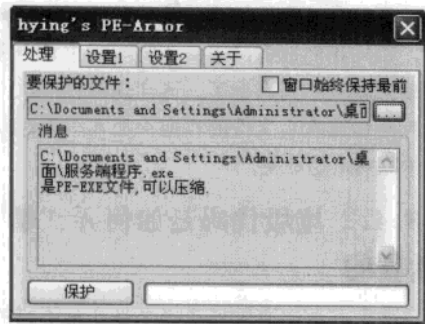 hying's PE-Armor
处理 设置1 设置2 关于
要保护的文件： 窗口始终保持最前
C:\Documents and Settings\Administrator\桌面 ...
消息
C:\Documents and Settings\Administrator\桌
面\服务端程序.exe
是PE-EXE文件,可以压缩.
保护